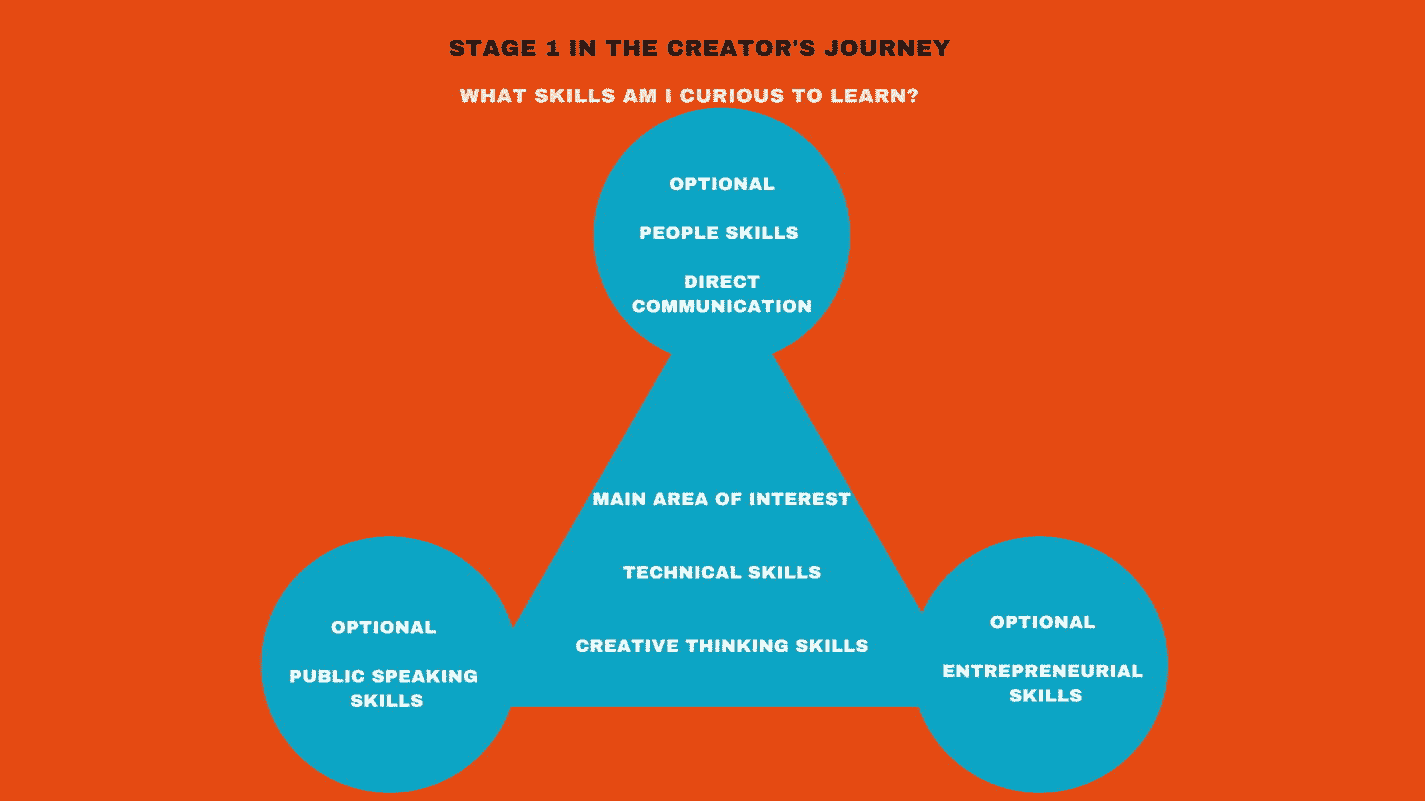 STAGE 1 IN THE CREATOR'S JOURNEY
WHAT SKILLS AM I CURIOUS TO LEARN?
OPTIONAL
PEOPLE SKILLS
DIRECT
COMMUNICATION
MAIN AREA OF INTEREST
TECHNICAL SKILLS
CREATIVE THINKING SKILLS
OPTIONAL
PUBLIC SPEAKING
SKILLS
OPTIONAL
ENTREPRENEURIAL
SKILLS